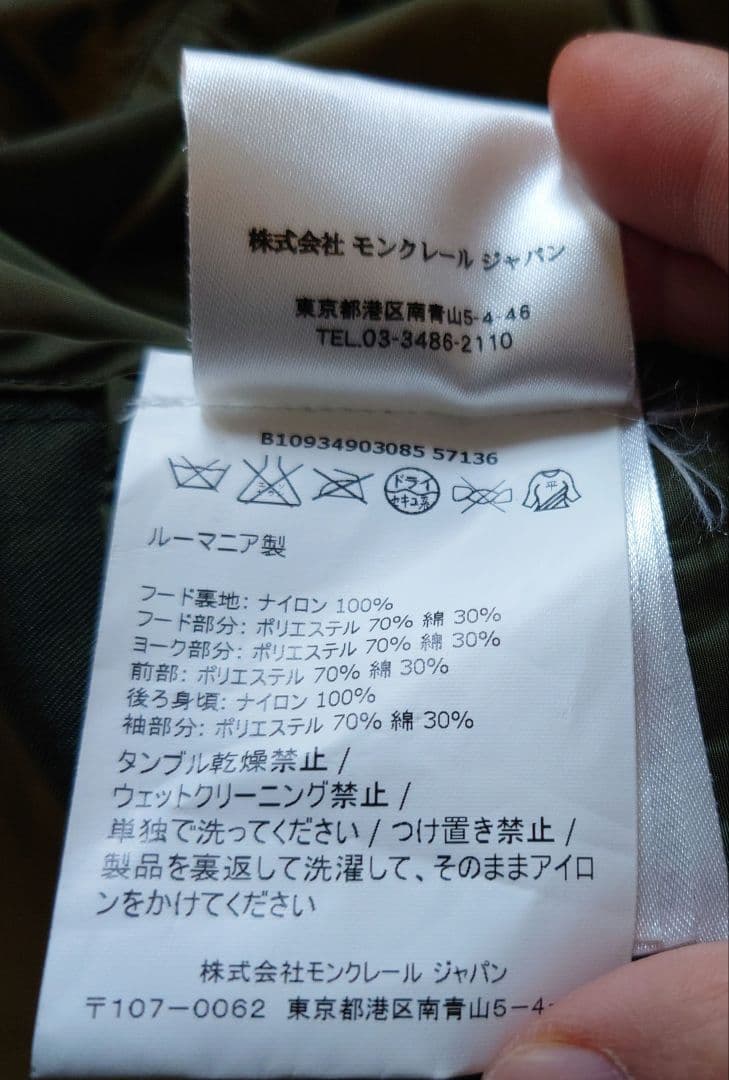 株式会社 モンクレール ジャパン
東京都港区南青山5-4-46
TEL.03-3486-2110
B10934903085 57136
ドライ
セキユ系
平
ルーマニア製
フード裏地: ナイロン 100%
フード部分: ポリエステル 70% 綿 30%
ヨーク部分: ポリエステル 70% 綿 30%
前部: ポリエステル 70% 綿 30%
後ろ身頃: ナイロン 100%
袖部分: ポリエステル 70% 綿 30%
タンブル乾燥禁止 /
ウェットクリーニング禁止 /
単独で洗ってください / つけ置き禁止 /
製品を裏返して洗濯して、そのままアイロ
ンをかけてください
株式会社モンクレール ジャパン
〒107-0062 東京都港区南青山5-4-